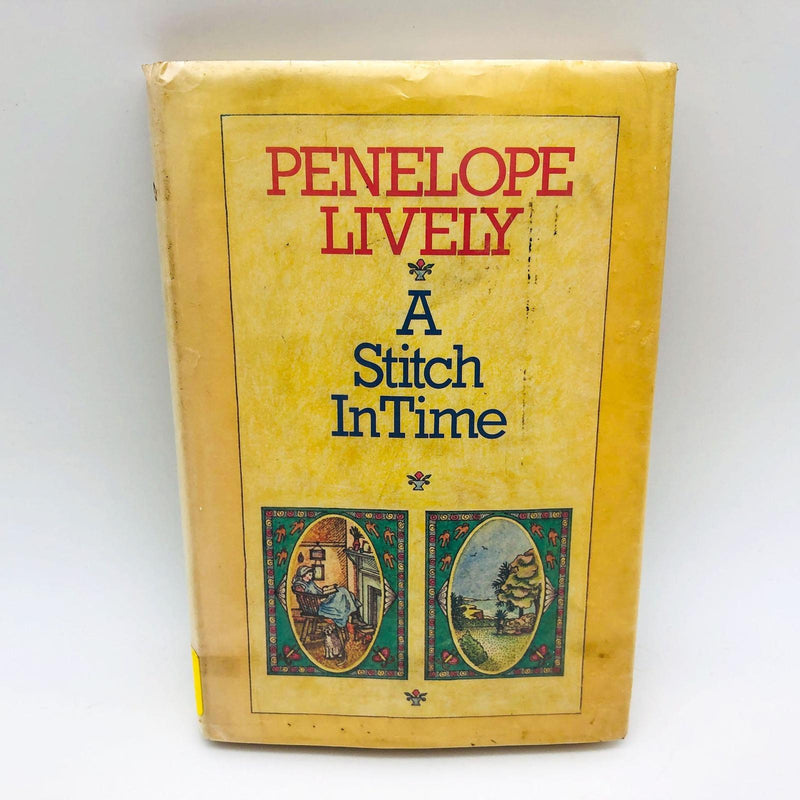 PENELOPE
LIVELY
A
Stitch
In Time